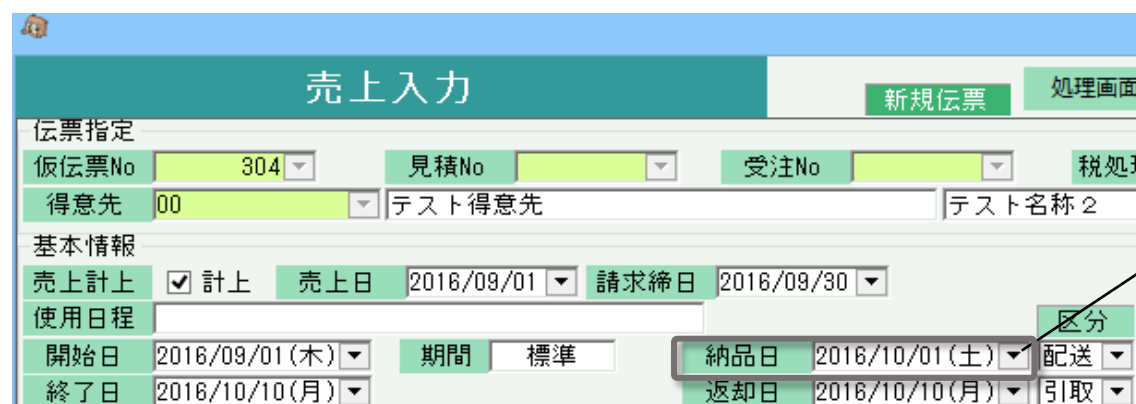 売上入力
新規伝票 処理画面
伝票指定
仮伝票No 304 見積No 受注No 税処理
得意先 00 テスト得意先 テスト名称２
基本情報
売上計上 計上 売上日 2016/09/01 請求締日 2016/09/30
使用日程 区分
開始日 2016/09/01(木) 期間 標準 納品日 2016/10/01(土) 配送
終了日 2016/10/10(月) 返却日 2016/10/10(月) 引取